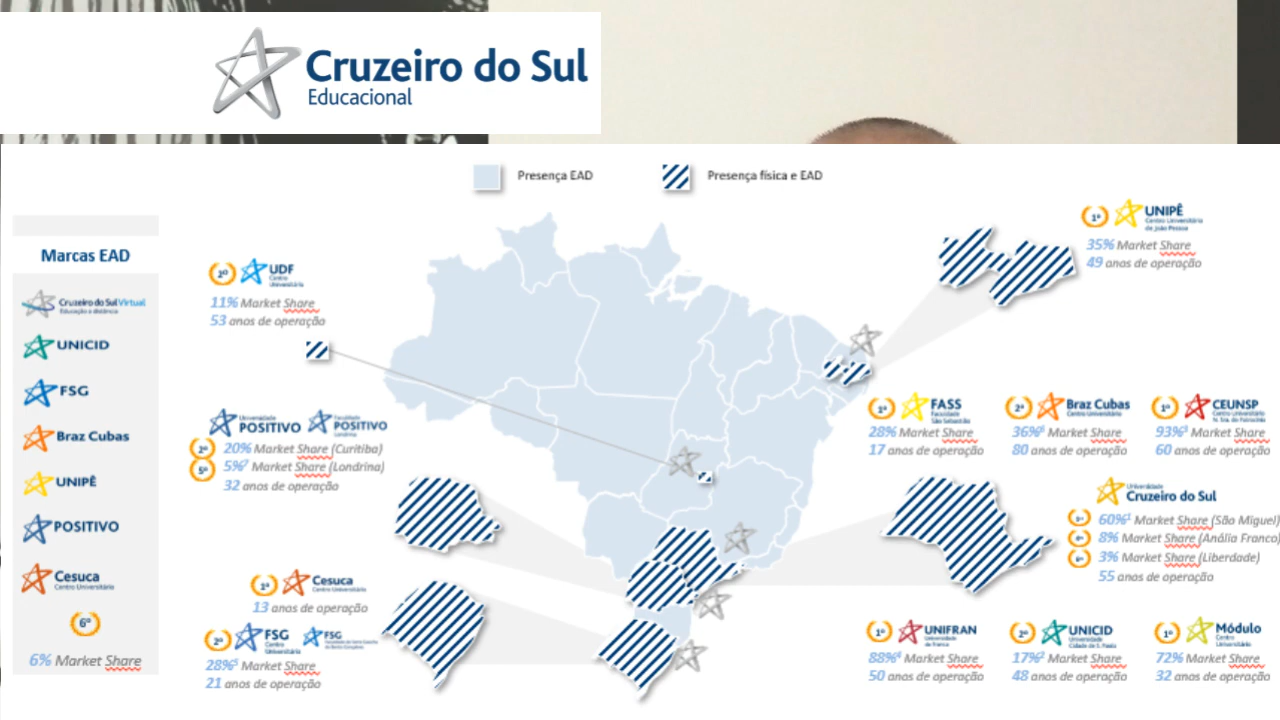 Cruzeiro do Sul
Educacional
Presença EAD
Presença física e EAD
Marcas EAD
Cruzeiro do Sul Virtual
Educação a distância
UNICID
FSG
Braz Cubas
UNIPÊ
POSITIVO
Cesuca
Centro Universitário
6º
6% Market Share
UDF
Centro
Universitário
11% Market Share
53 anos de operação
Universidade
POSITIVO
Faculdade
POSITIVO
Londrina
2º
20% Market Share (Curitiba)
5º
5%⁷ Market Share (Londrina)
32 anos de operação
Cesuca
Centro Universitário
13 anos de operação
2º
FSG
Centro
Universitário
FSG
28%⁵ Market Share
21 anos de operação
1º
UNIPÊ
Centro Universitário
de João Pessoa
35% Market Share
49 anos de operação
1º
FASS
Faculdade
São Sebastião
28% Market Share
17 anos de operação
2º
Braz Cubas
Centro Universitário
36%⁶ Market Share
80 anos de operação
1º
CEUNSP
Centro Universitário
93%³ Market Share
60 anos de operação
Universidade
Cruzeiro do Sul
60%¹ Market Share (São Miguel)
8% Market Share (Anália Franco)
3% Market Share (Liberdade)
55 anos de operação
1º
UNIFRAN
Universidade
de Franca
88%⁴ Market Share
50 anos de operação
2º
UNICID
Universidade
Cidade de S. Paulo
17%² Market Share
48 anos de operação
1º
Módulo
Centro
Universitário
72% Market Share
32 anos de operação